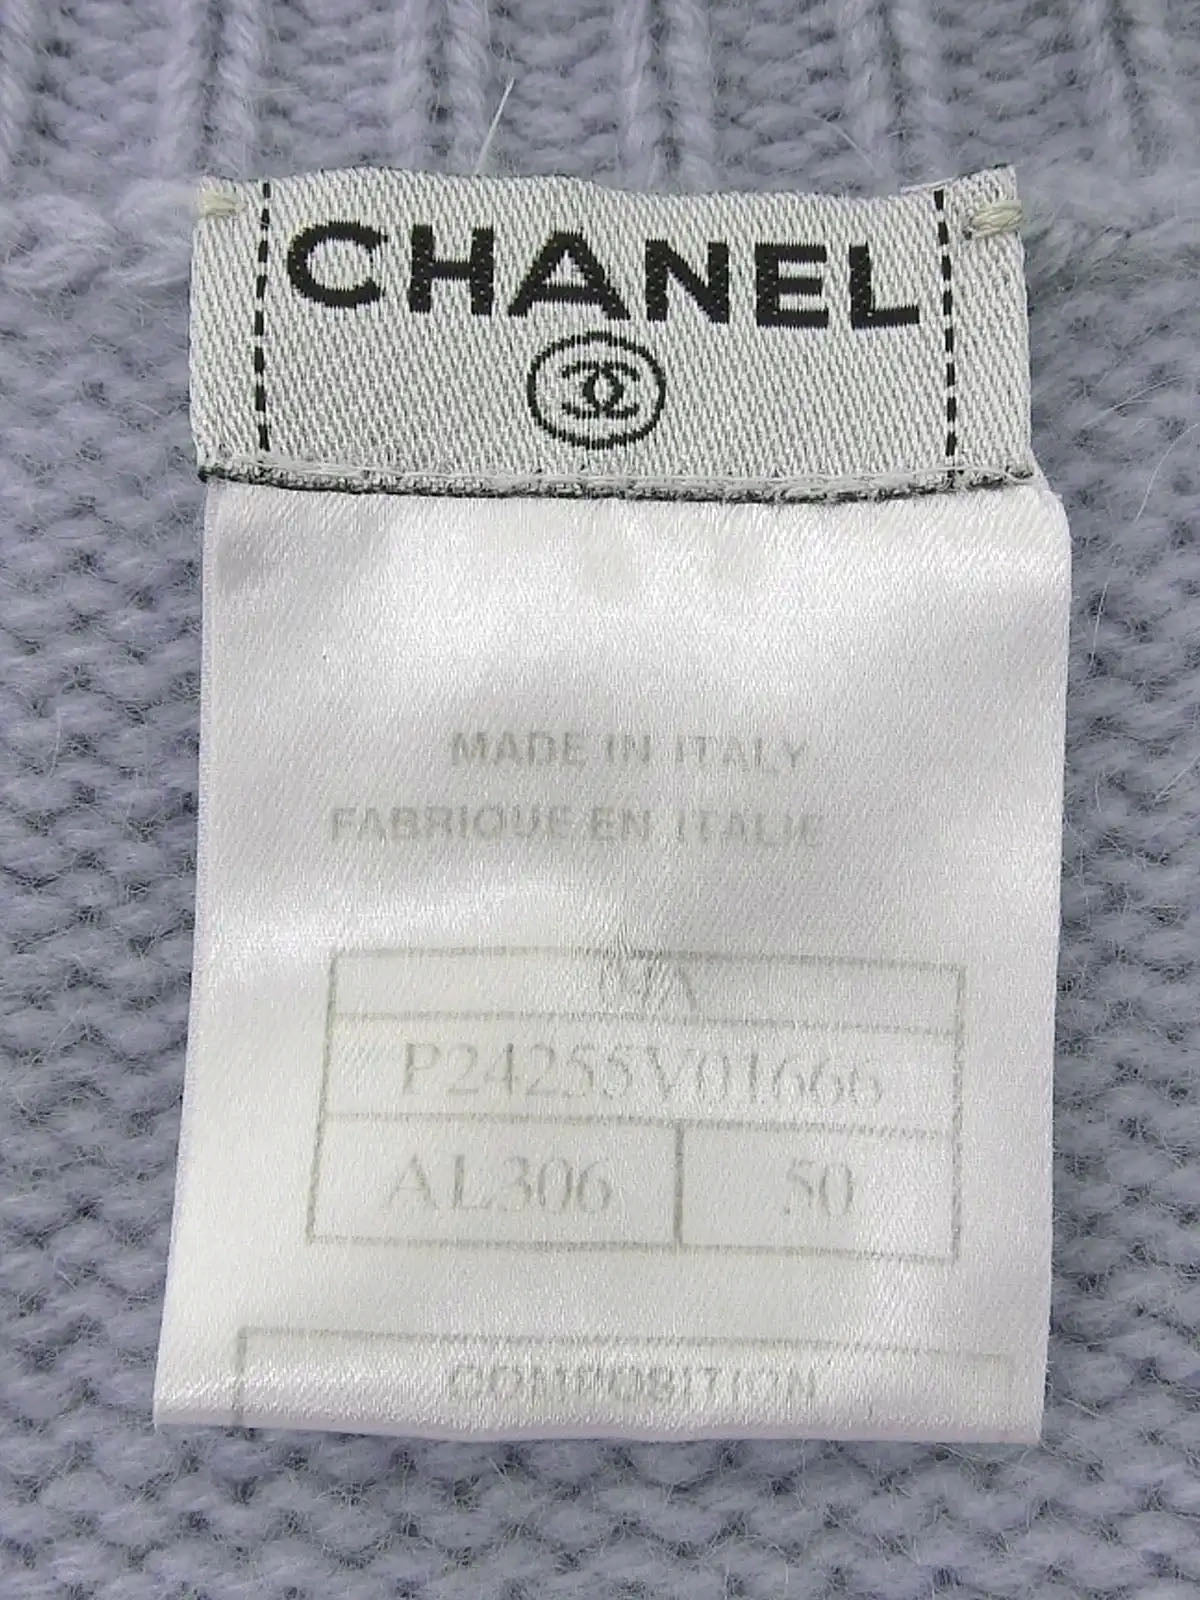 CHANEL
MADE IN ITALY
FABRIQUE EN ITALIE
P24255V01666
AL306 50
COMPOSITION